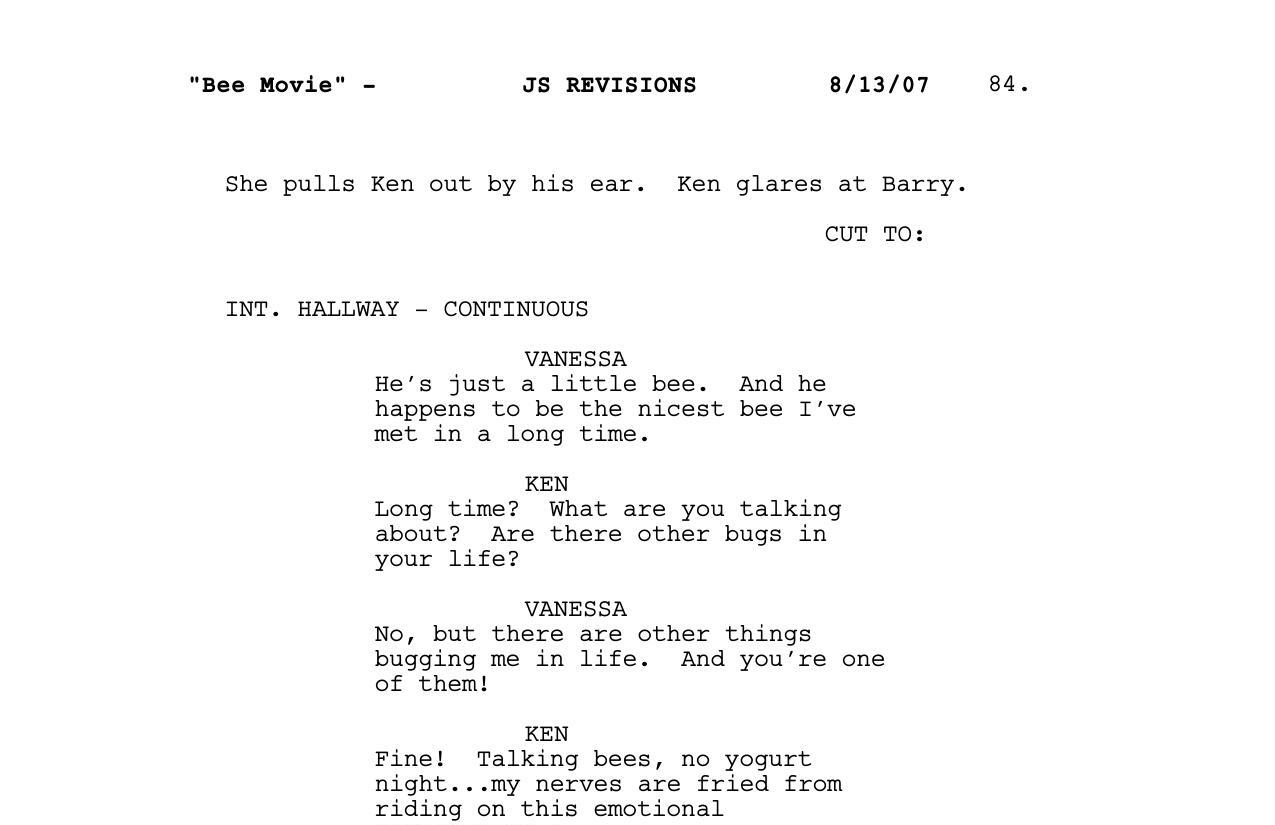 "Bee Movie" - JS REVISIONS 8/13/07 84.
She pulls Ken out by his ear.  Ken glares at Barry.
CUT TO:
INT. HALLWAY – CONTINUOUS
VANESSA
He’s just a little bee.  And he
happens to be the nicest bee I’ve
met in a long time.
KEN
Long time?  What are you talking
about?  Are there other bugs in
your life?
VANESSA
No, but there are other things
bugging me in life.  And you’re one
of them!
KEN
Fine!  Talking bees, no yogurt
night...my nerves are fried from
riding on this emotional